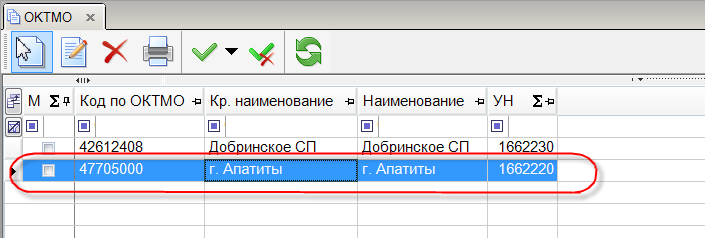 ОКТМО
М Σ Код по ОКТМО Кр. наименование Наименование УН Σ
42612408 Добринское СП Добринское СП 1662230
47705000 г. Апатиты г. Апатиты 1662220